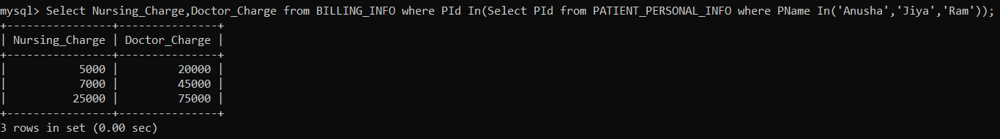 mysql> Select Nursing_Charge,Doctor_Charge from BILLING_INFO where PId In(Select PId from PATIENT_PERSONAL_INFO where PName In('Anusha','Jiya','Ram'));
+----------------+---------------+
| Nursing_Charge | Doctor_Charge |
+----------------+---------------+
|           5000 |         20000 |
|           7000 |         45000 |
|          25000 |         75000 |
+----------------+---------------+
3 rows in set (0.00 sec)